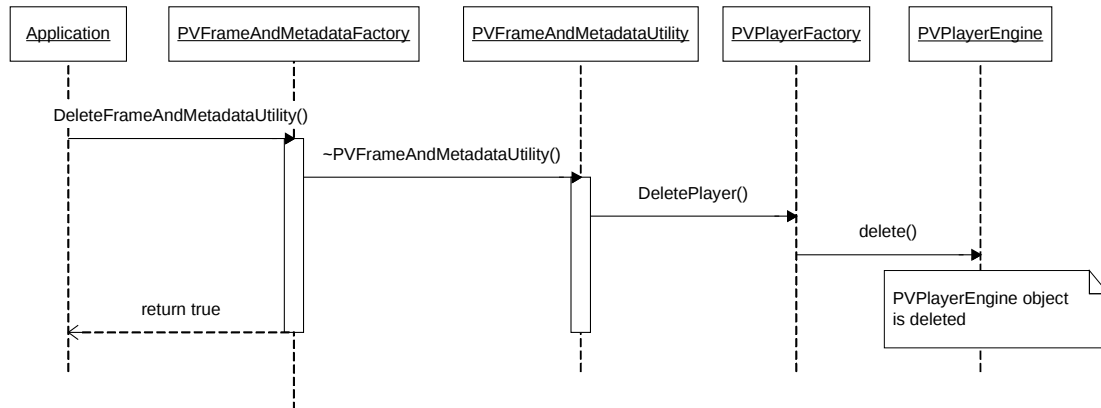 Application
PVFrameAndMetadataFactory
PVFrameAndMetadataUtility
PVPlayerFactory
PVPlayerEngine
DeleteFrameAndMetadataUtility()
~PVFrameAndMetadataUtility()
DeletePlayer()
delete()
PVPlayerEngine object
is deleted
return true